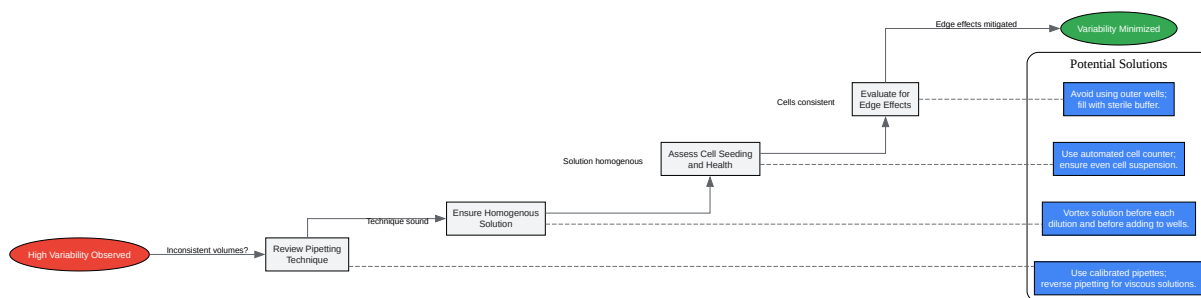 Edge effects mitigated
Variability Minimized
Potential Solutions
Evaluate for
Edge Effects
Cells consistent
Avoid using outer wells;
fill with sterile buffer.
Assess Cell Seeding
and Health
Solution homogenous
Use automated cell counter;
ensure even cell suspension.
Ensure Homogenous
Solution
Technique sound
Vortex solution before each
dilution and before adding to wells.
High Variability Observed
Inconsistent volumes?
Review Pipetting
Technique
Use calibrated pipettes;
reverse pipetting for viscous solutions.